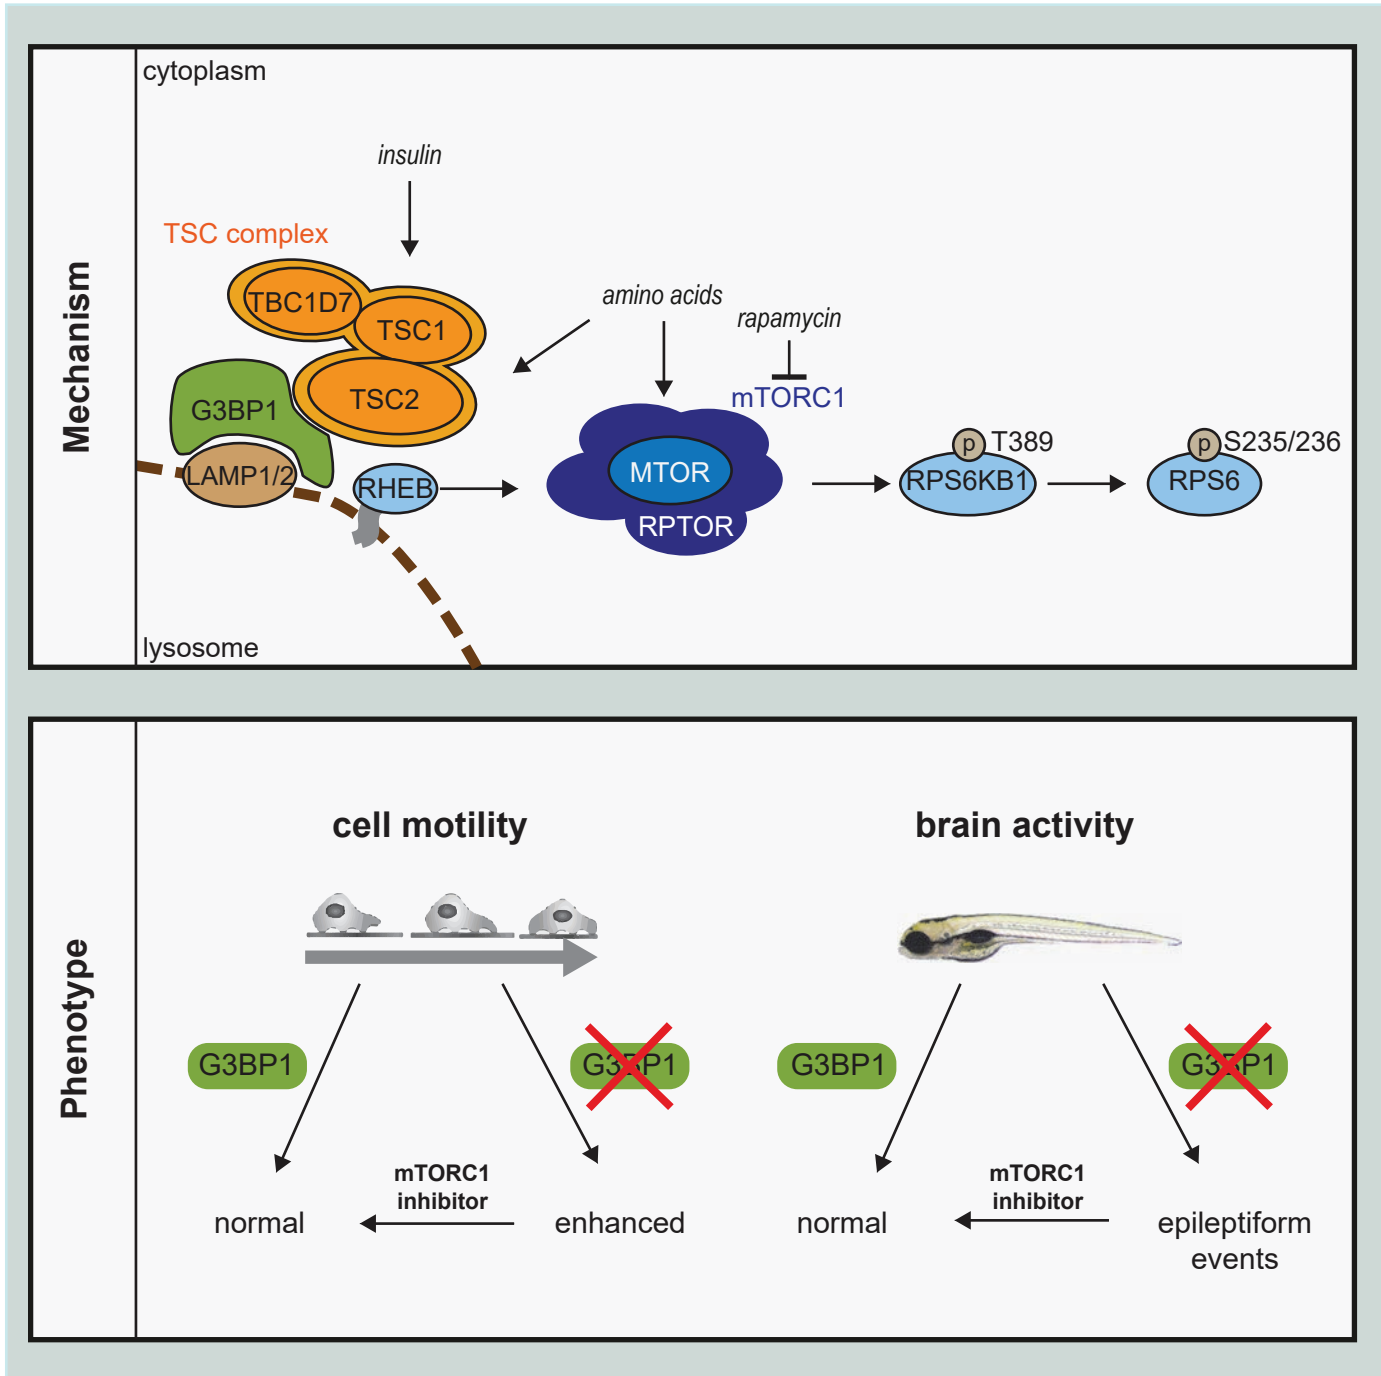 Mechanism
cytoplasm
insulin
TSC complex
TBC1D7
TSC1
TSC2
amino acids
rapamycin
mTORC1
G3BP1
LAMP1/2
RHEB
MTOR
RPTOR
p T389
RPS6KB1
p S235/236
RPS6
lysosome
Phenotype
cell motility
brain activity
G3BP1
G3BP1
G3BP1
G3BP1
mTORC1
inhibitor
normal
enhanced
mTORC1
inhibitor
normal
epileptiform
events